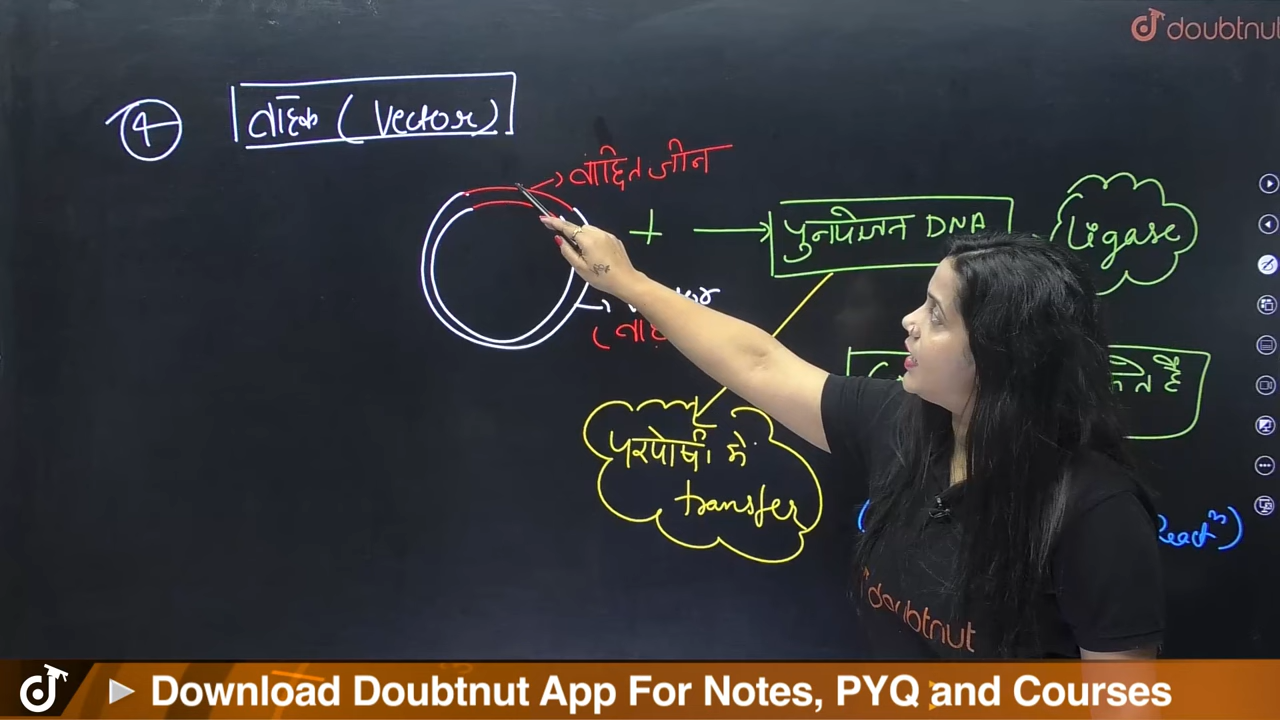 doubtnut
4 वाहक (Vector)
वांछित जीन
+
पुनर्योजन DNA
Ligase
परपोषी में
transfer
doubtnut
Download Doubtnut App For Notes, PYQ and Courses